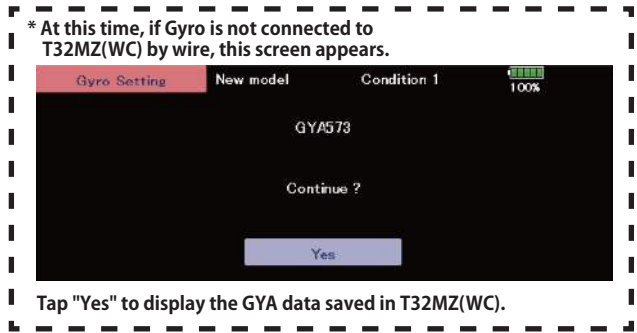 * At this time, if Gyro is not connected to
T32MZ(WC) by wire, this screen appears.
Gyro Setting New model Condition 1 100%
GYA573
Continue ?
Yes
Tap "Yes" to display the GYA data saved in T32MZ(WC).